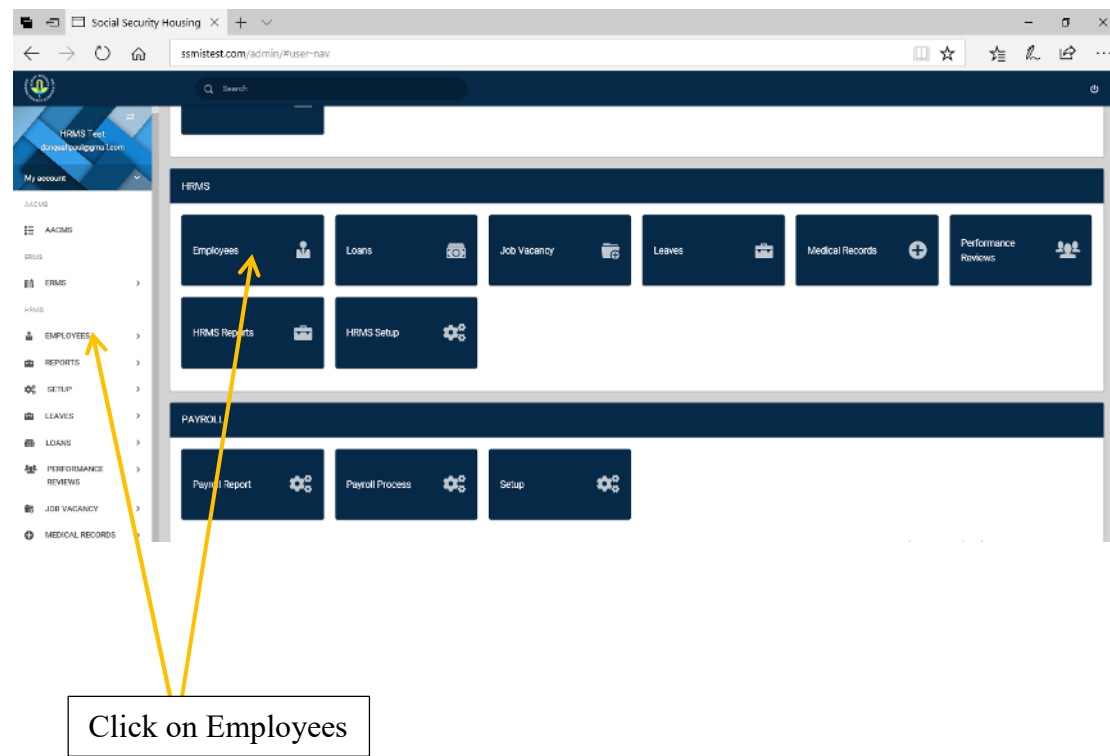 Social Security Housing
ssmistest.com/admin/#user-nav
Search
HRMS Test
My account
AACMS
AACMS
ERMS
ERMS
HRMS
EMPLOYEES
REPORTS
SETUP
LEAVES
LOANS
PERFORMANCE
REVIEWS
JOB VACANCY
MEDICAL RECORDS
HRMS
Employees
Loans
Job Vacancy
Leaves
Medical Records
Performance
Reviews
HRMS Reports
HRMS Setup
PAYROLL
Payroll Report
Payroll Process
Setup
Click on Employees